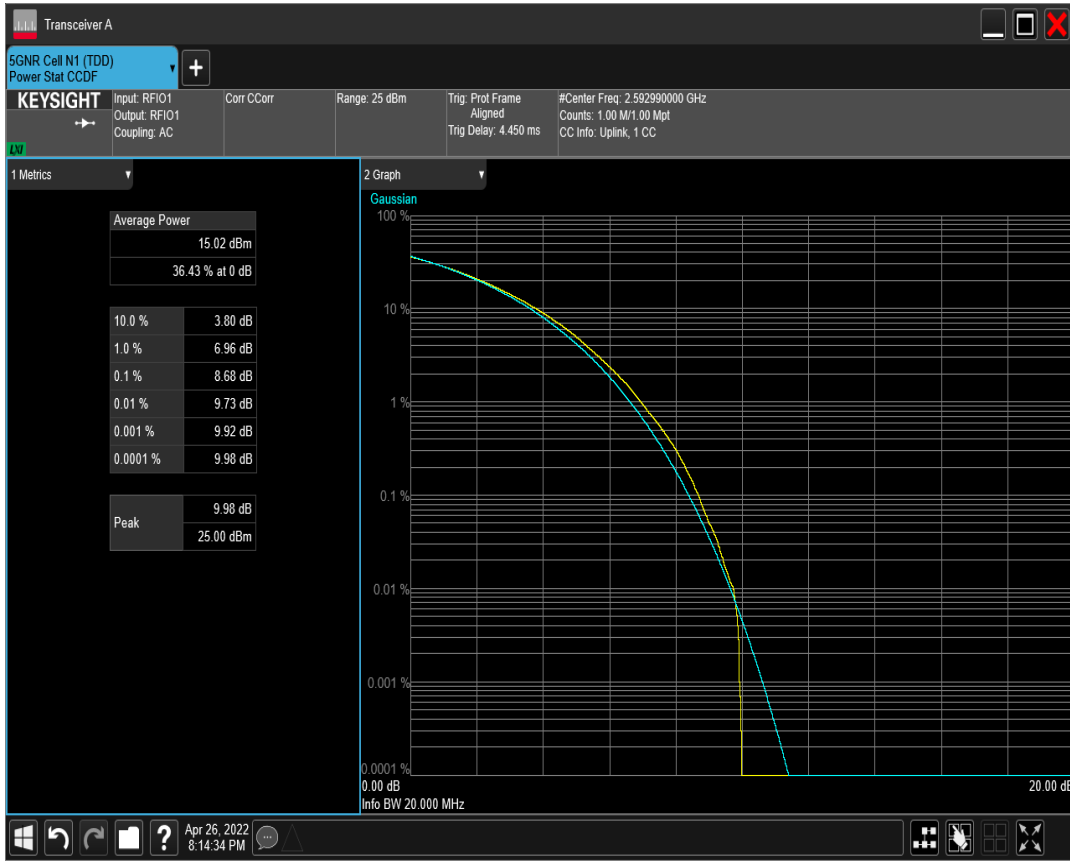 Transceiver A
5GNR Cell N1 (TDD)
Power Stat CCDF
KEYSIGHT
LXI
Input: RFIO1
Output: RFIO1
Coupling: AC
Corr CCorr
Range: 25 dBm
Trig: Prot Frame
Aligned
Trig Delay: 4.450 ms
#Center Freq: 2.592990000 GHz
Counts: 1.00 M/1.00 Mpt
CC Info: Uplink, 1 CC
1 Metrics
Average Power
15.02 dBm
36.43 % at 0 dB
10.0 % 3.80 dB
1.0 % 6.96 dB
0.1 % 8.68 dB
0.01 % 9.73 dB
0.001 % 9.92 dB
0.0001 % 9.98 dB
Peak 9.98 dB
25.00 dBm
2 Graph
Gaussian
100 %
10 %
1 %
0.1 %
0.01 %
0.001 %
0.0001 %
0.00 dB 20.00 dB
Info BW 20.000 MHz
? Apr 26, 2022
8:14:34 PM